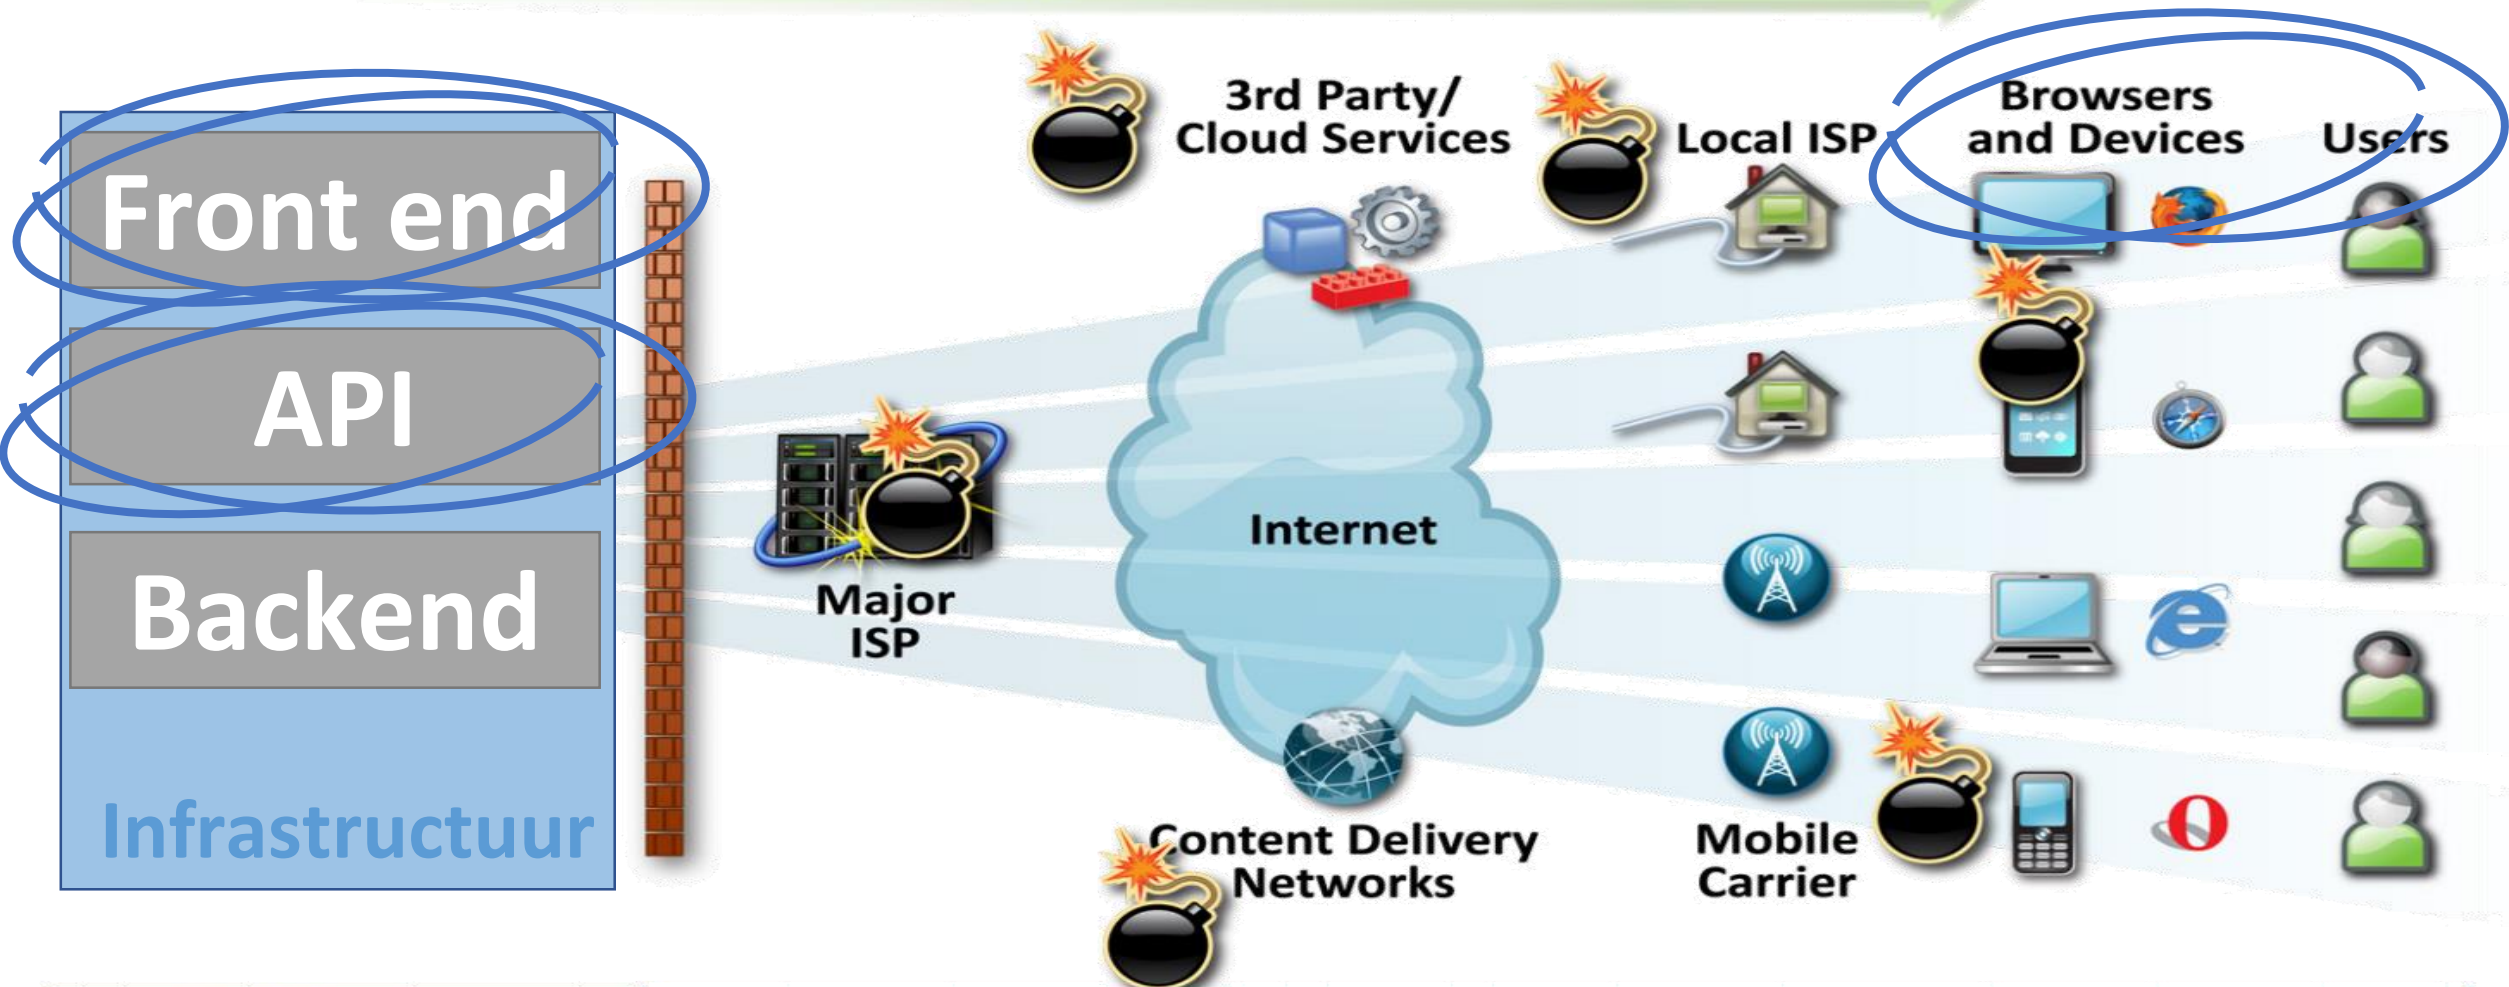 Front end
API
Backend
Infrastructuur
Major
ISP
3rd Party/
Cloud Services
Internet
Content Delivery
Networks
Local ISP
Mobile
Carrier
Browsers
and Devices
Users